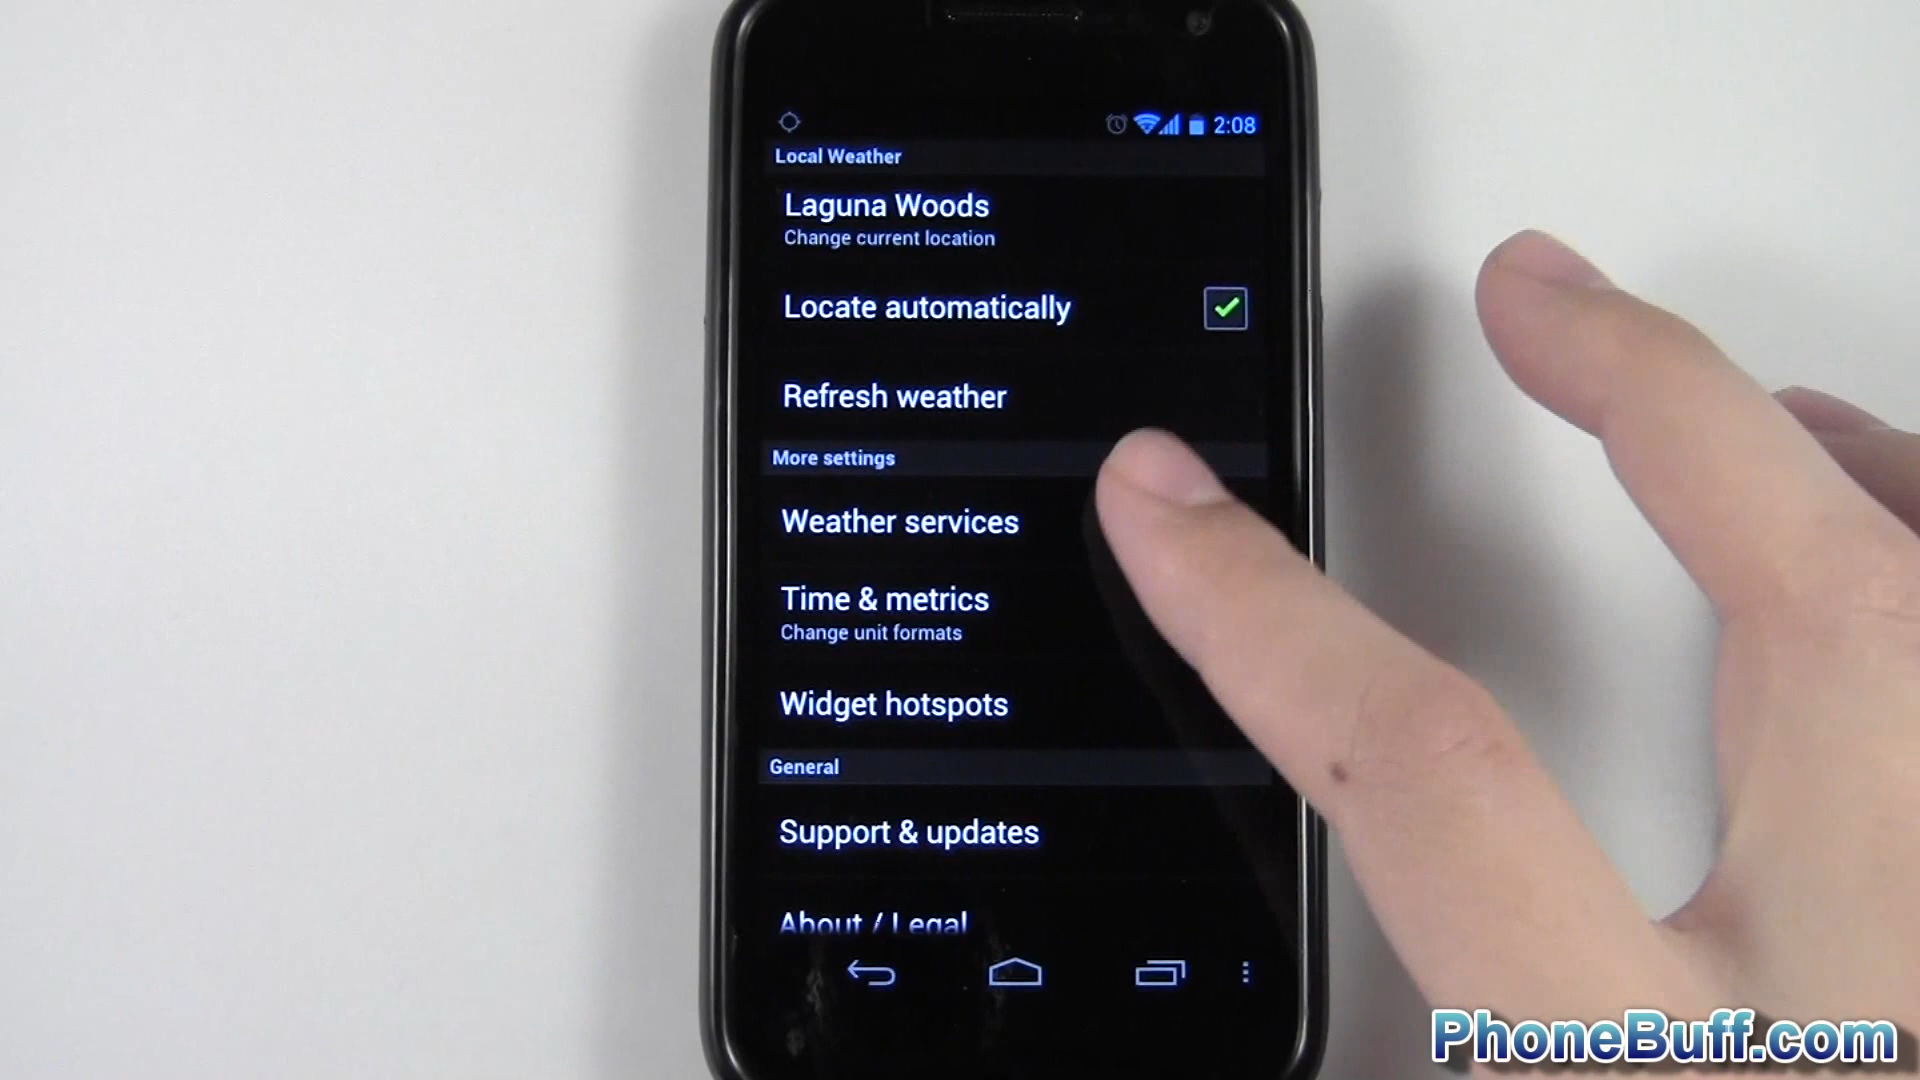 2:08
Local Weather
Laguna Woods
Change current location
Locate automatically
Refresh weather
More settings
Weather services
Time & metrics
Change unit formats
Widget hotspots
General
Support & updates
About / Legal
PhoneBuff.com